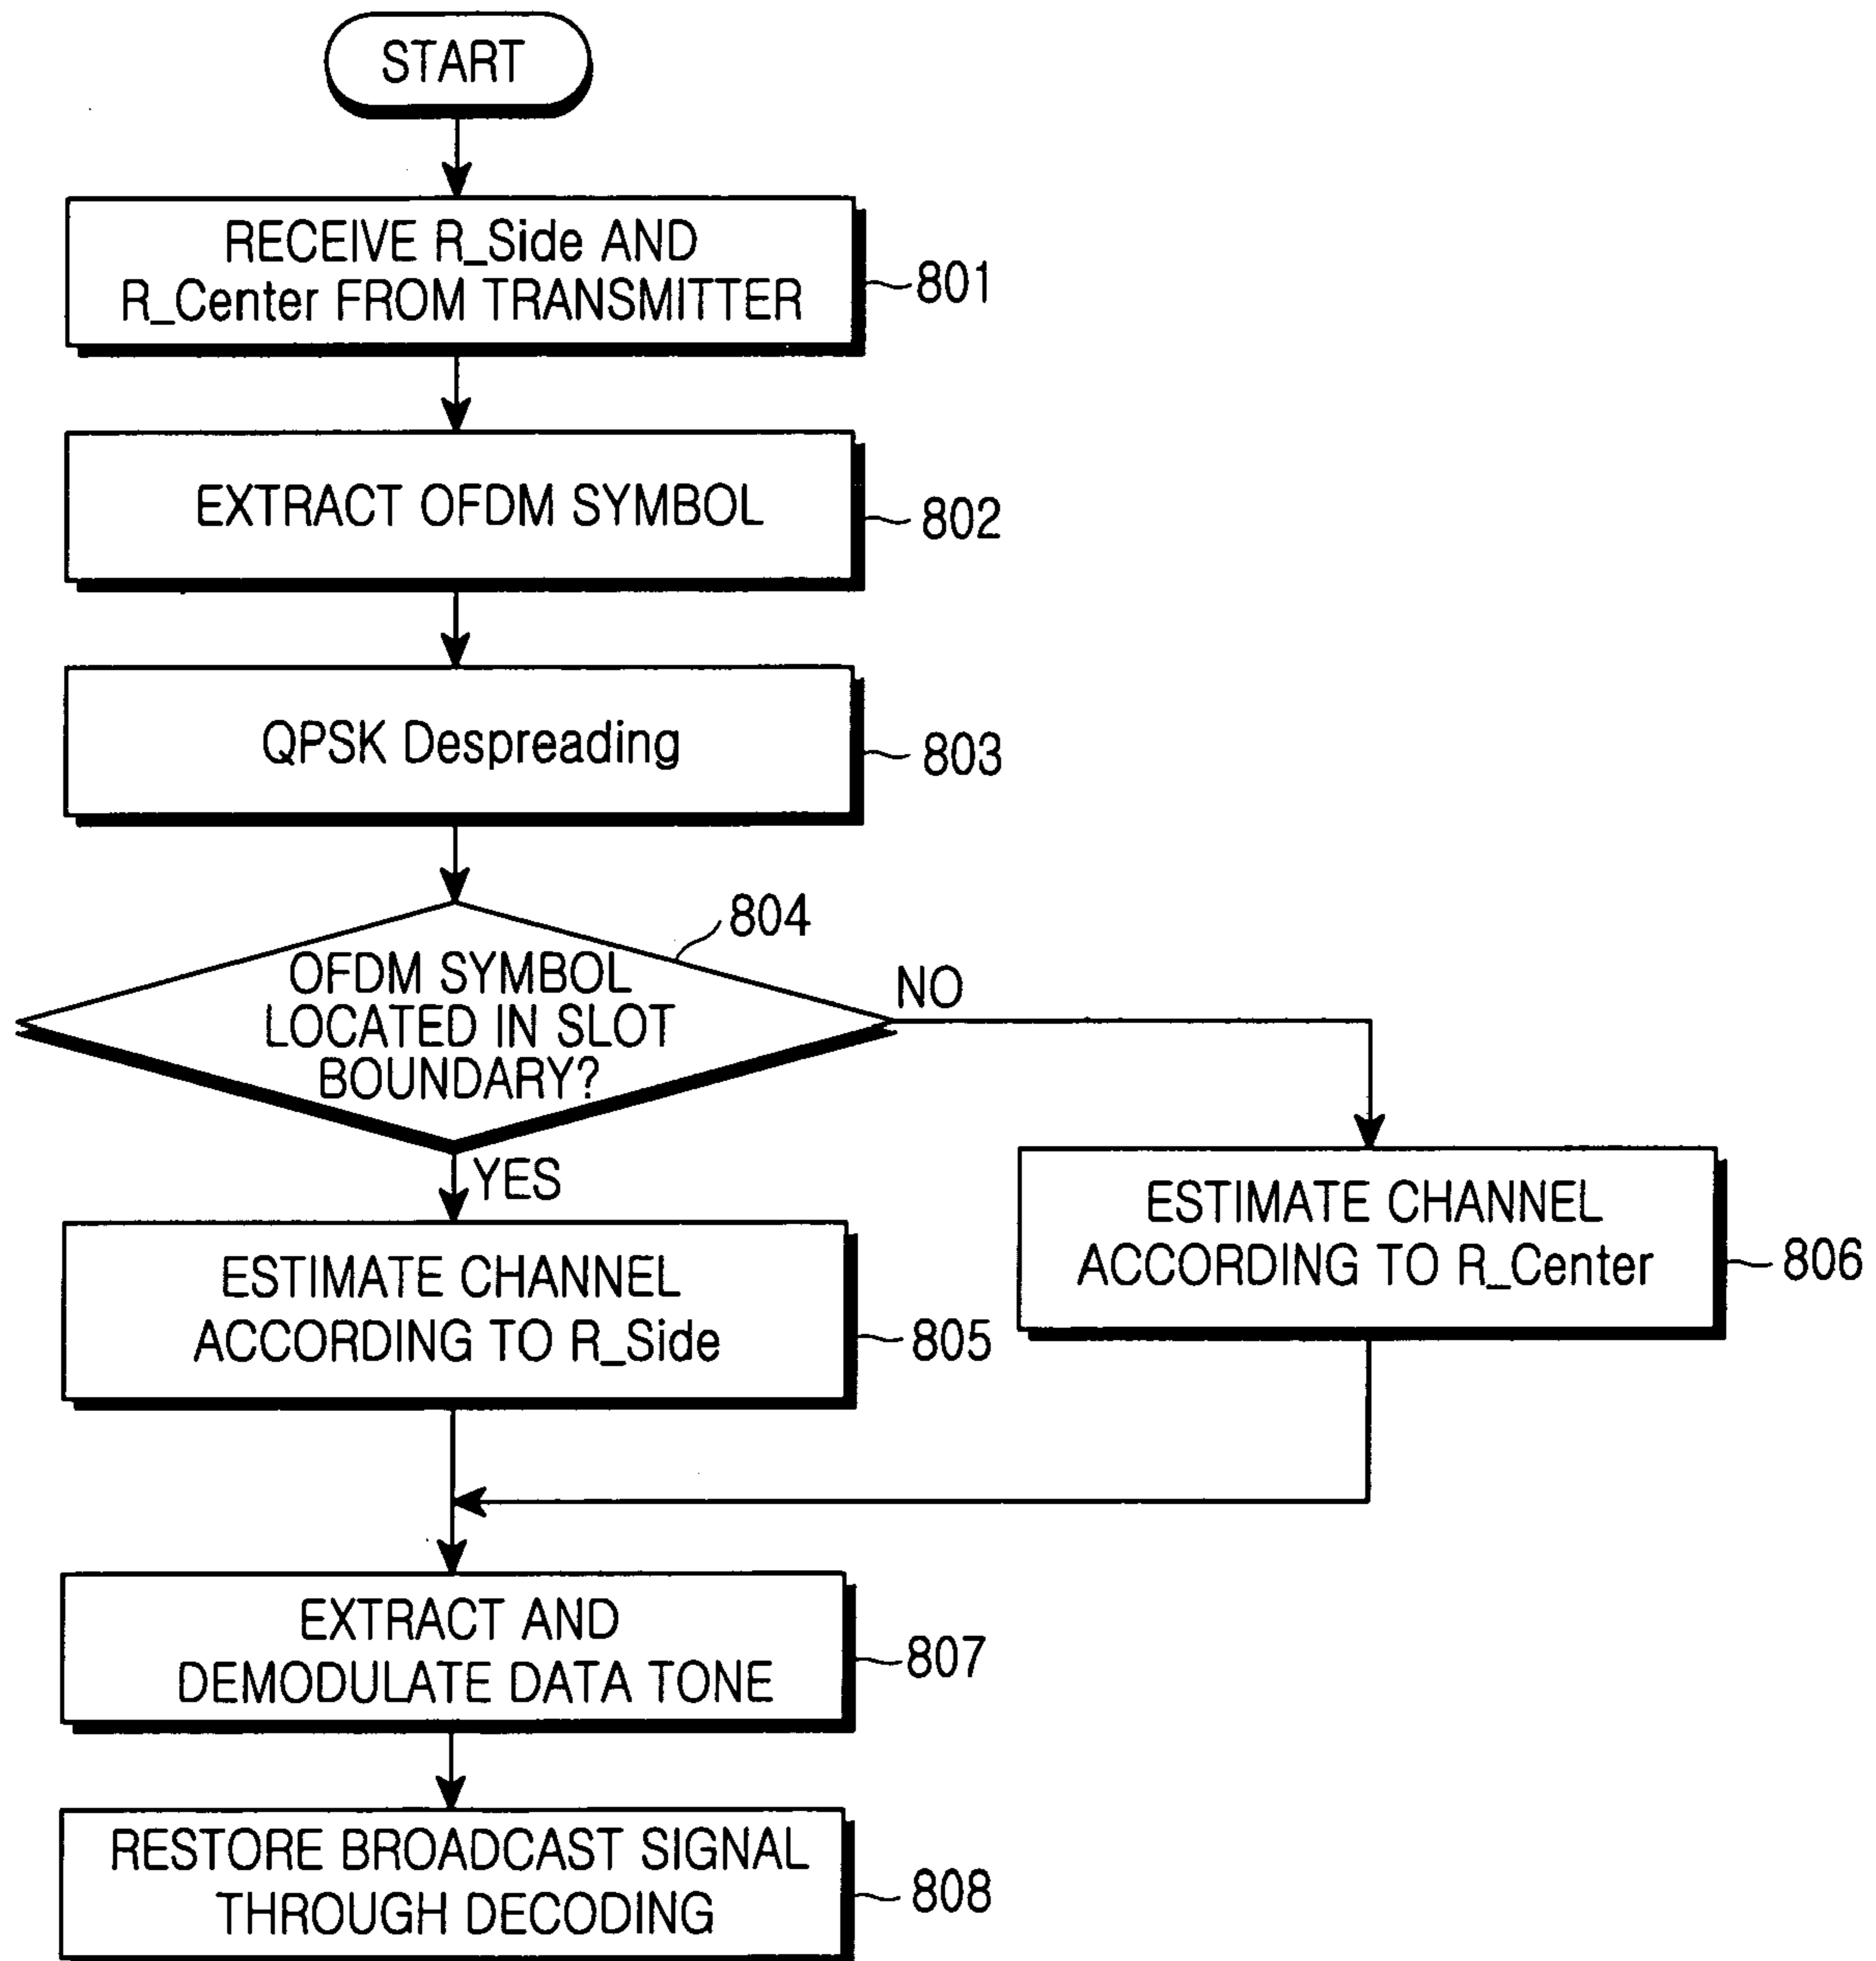 START
RECEIVE R_Side AND
R_Center FROM TRANSMITTER
801
EXTRACT OFDM SYMBOL
802
QPSK Despreading
803
804
OFDM SYMBOL
LOCATED IN SLOT
BOUNDARY?
NO
YES
ESTIMATE CHANNEL
ACCORDING TO R_Side
805
ESTIMATE CHANNEL
ACCORDING TO R_Center
806
EXTRACT AND
DEMODULATE DATA TONE
807
RESTORE BROADCAST SIGNAL
THROUGH DECODING
808